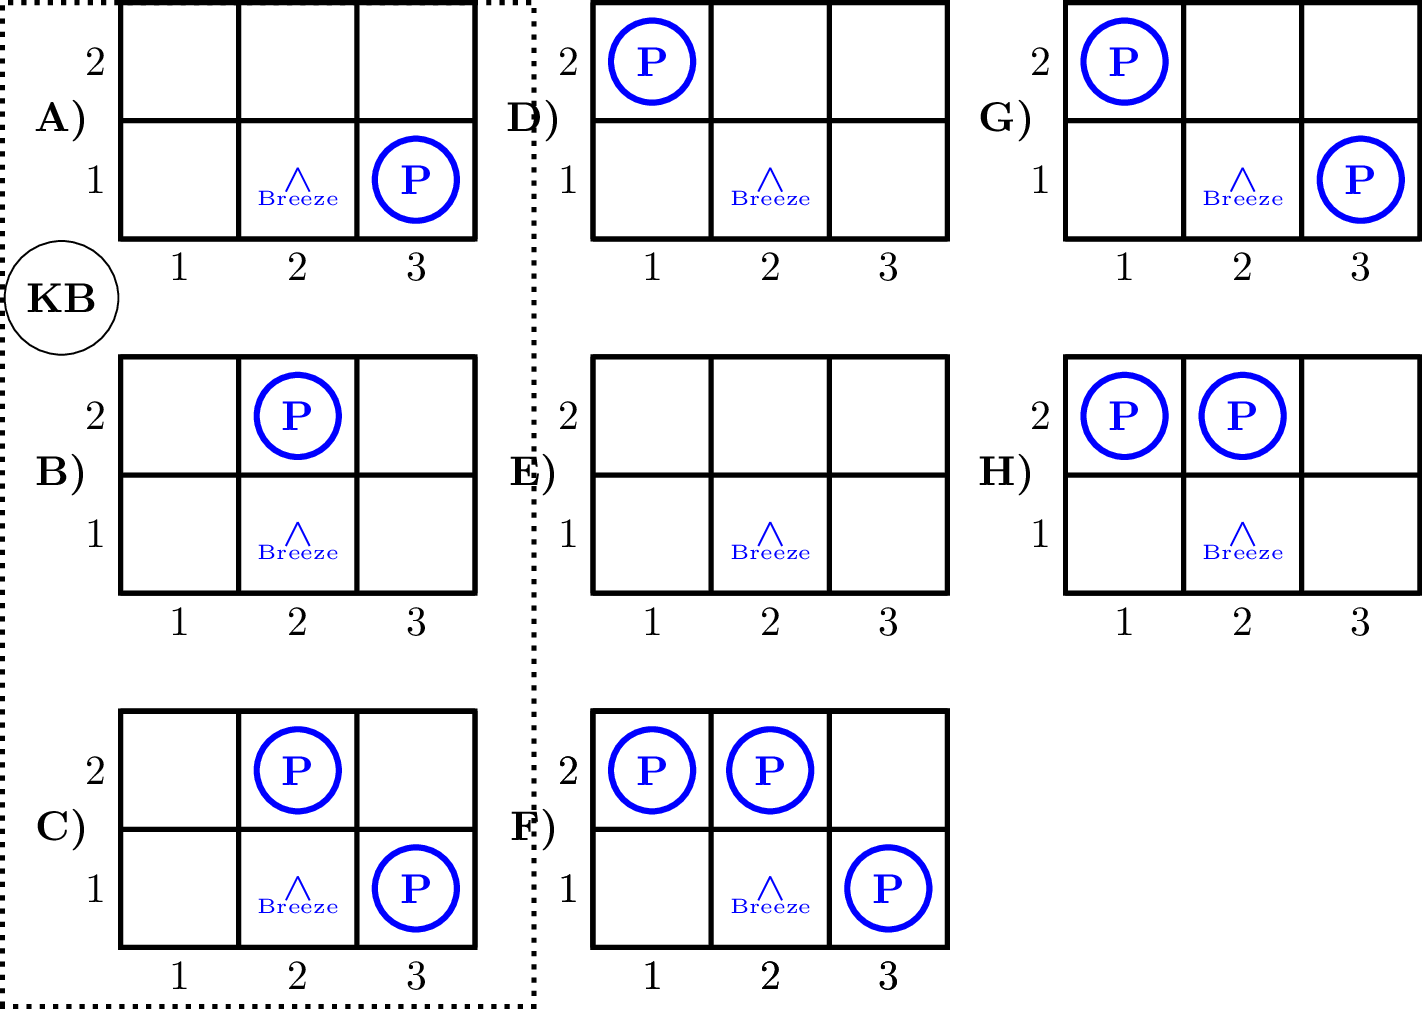 2 P 2 P
A) P D) G)
1 Breeze P 1 Breeze 1 Breeze P
1 2 3 1 2 3 1 2 3
KB
2 P 2 2 P P
B) E) H)
1 Breeze 1 Breeze 1 Breeze
1 2 3 1 2 3 1 2 3
2 P 2 P P
C) F)
1 Breeze P 1 Breeze P
1 2 3 1 2 3